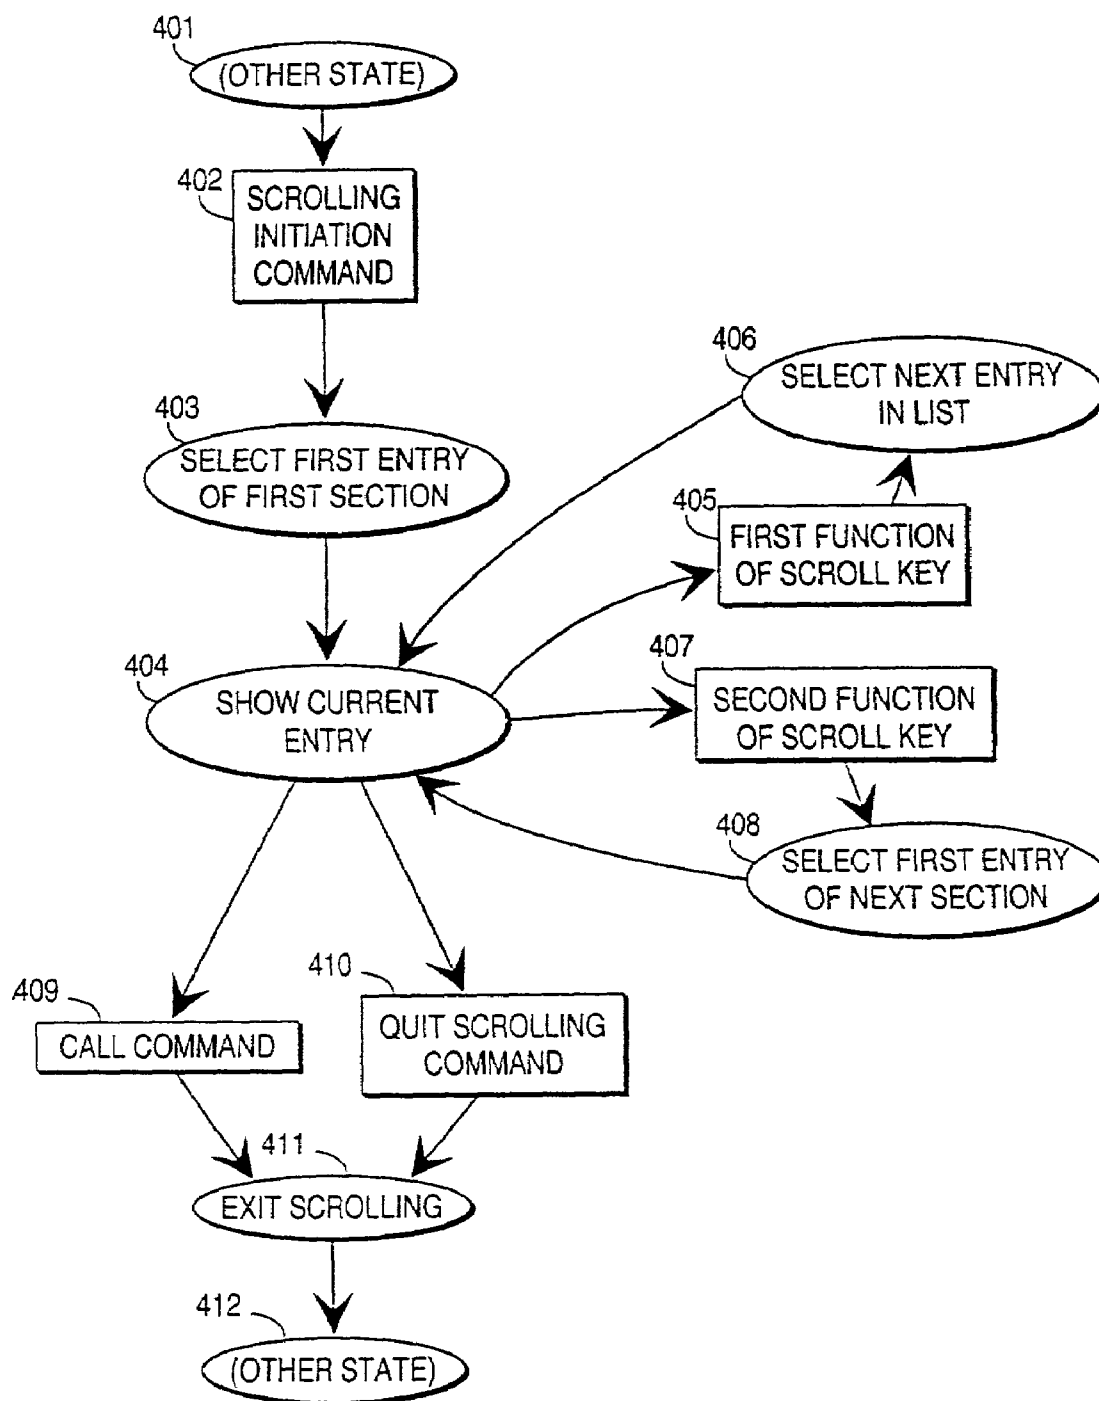 401
(OTHER STATE)
402
SCROLLING
INITIATION
COMMAND
403
SELECT FIRST ENTRY
OF FIRST SECTION
406
SELECT NEXT ENTRY
IN LIST
405
FIRST FUNCTION
OF SCROLL KEY
404
SHOW CURRENT
ENTRY
407
SECOND FUNCTION
OF SCROLL KEY
408
SELECT FIRST ENTRY
OF NEXT SECTION
409
CALL COMMAND
410
QUIT SCROLLING
COMMAND
411
EXIT SCROLLING
412
(OTHER STATE)